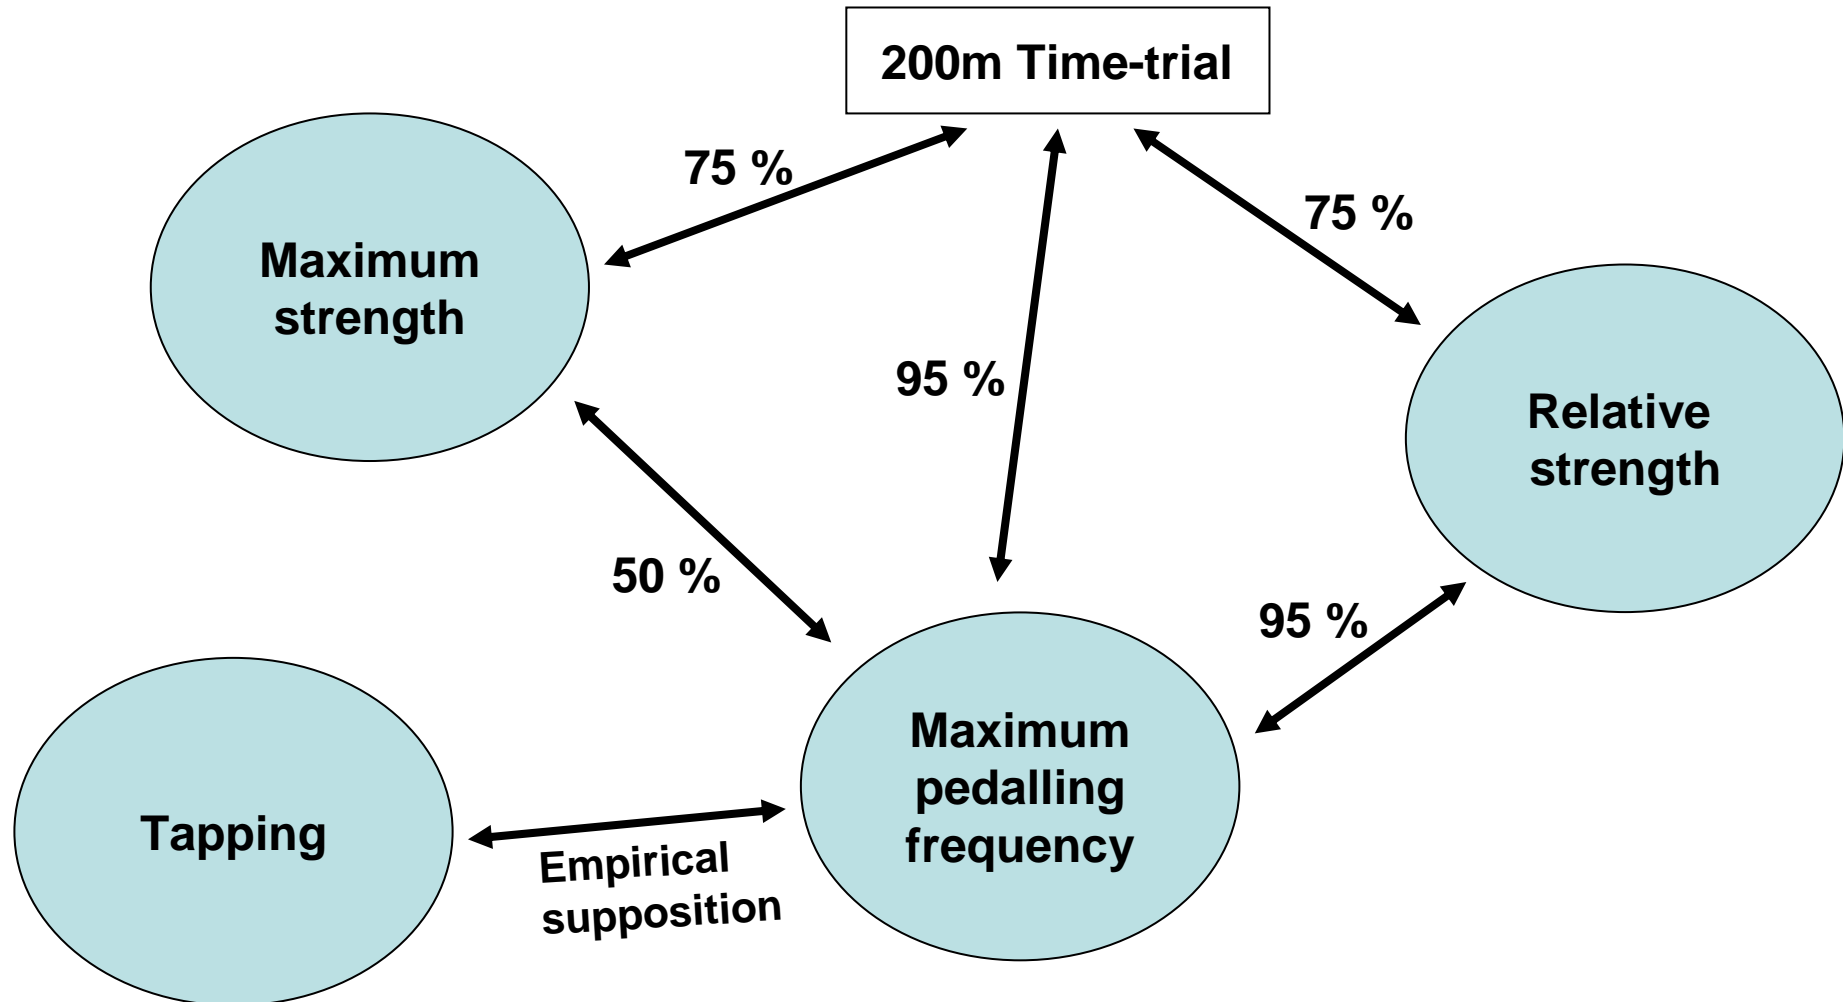 200m Time-trial
75 %
75 %
Maximum
strength
95 %
Relative
strength
50 %
95 %
Maximum
pedalling
frequency
Tapping
Empirical
supposition